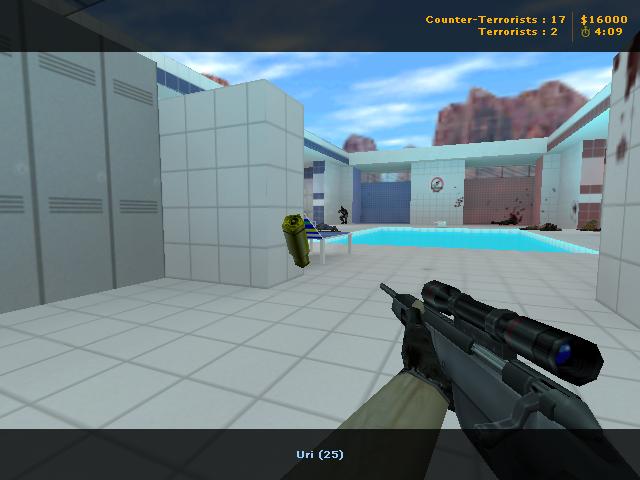 Counter-Terrorists : 17
$16000
Terrorists : 2
4:09
Uri (25)